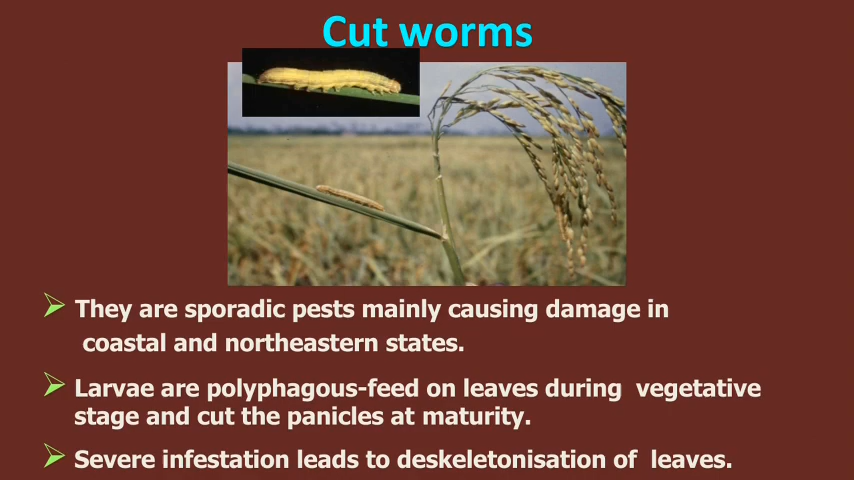 Cut worms
They are sporadic pests mainly causing damage in
coastal and northeastern states.
Larvae are polyphagous-feed on leaves during vegetative
stage and cut the panicles at maturity.
Severe infestation leads to deskeletonisation of leaves.